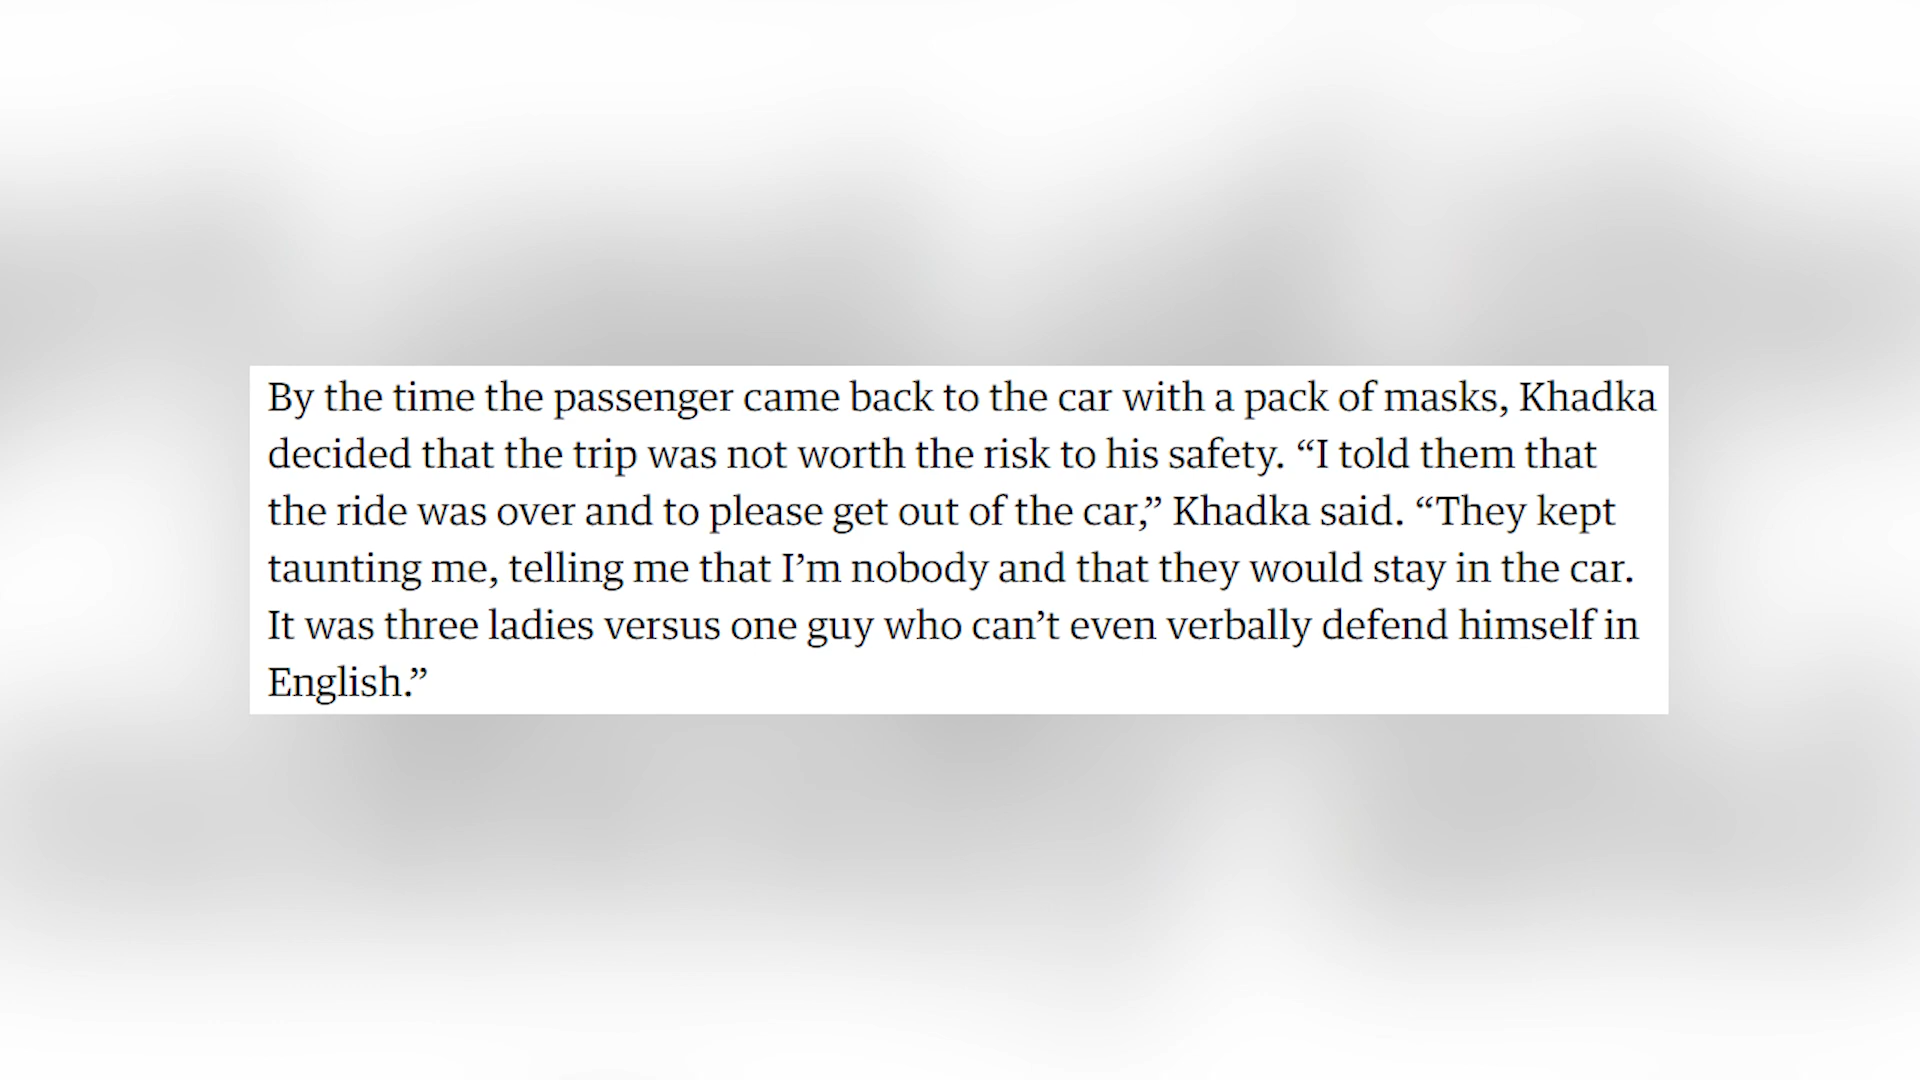 By the time the passenger came back to the car with a pack of masks, Khadka
decided that the trip was not worth the risk to his safety. “I told them that
the ride was over and to please get out of the car,” Khadka said. “They kept
taunting me, telling me that I’m nobody and that they would stay in the car.
It was three ladies versus one guy who can’t even verbally defend himself in
English.”